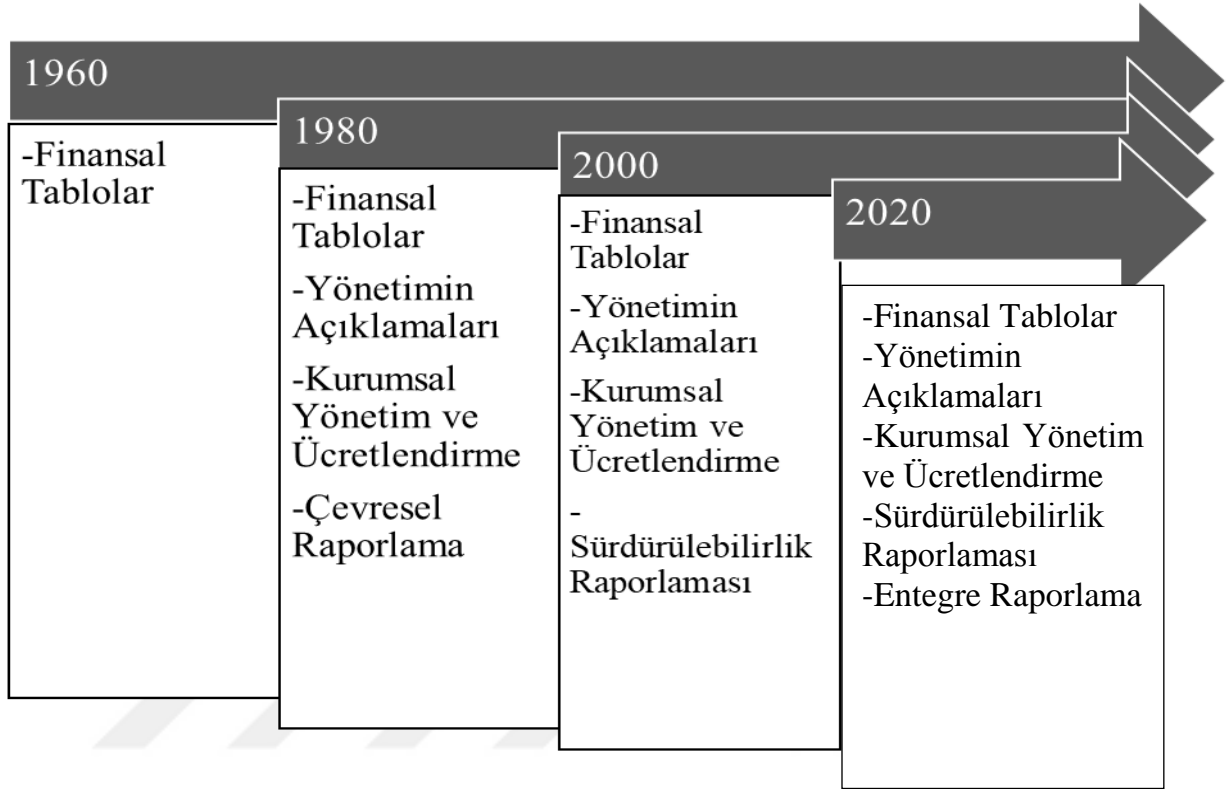 1960
-Finansal
Tablolar
1980
-Finansal
Tablolar
-Yönetimin
Açıklamaları
-Kurumsal
Yönetim ve
Ücretlendirme
-Çevresel
Raporlama
2000
-Finansal
Tablolar
-Yönetimin
Açıklamaları
-Kurumsal
Yönetim ve
Ücretlendirme
-
Sürdürülebilirlik
Raporlaması
2020
-Finansal Tablolar
-Yönetimin
Açıklamaları
-Kurumsal Yönetim
ve Ücretlendirme
-Sürdürülebilirlik
Raporlaması
-Entegre Raporlama